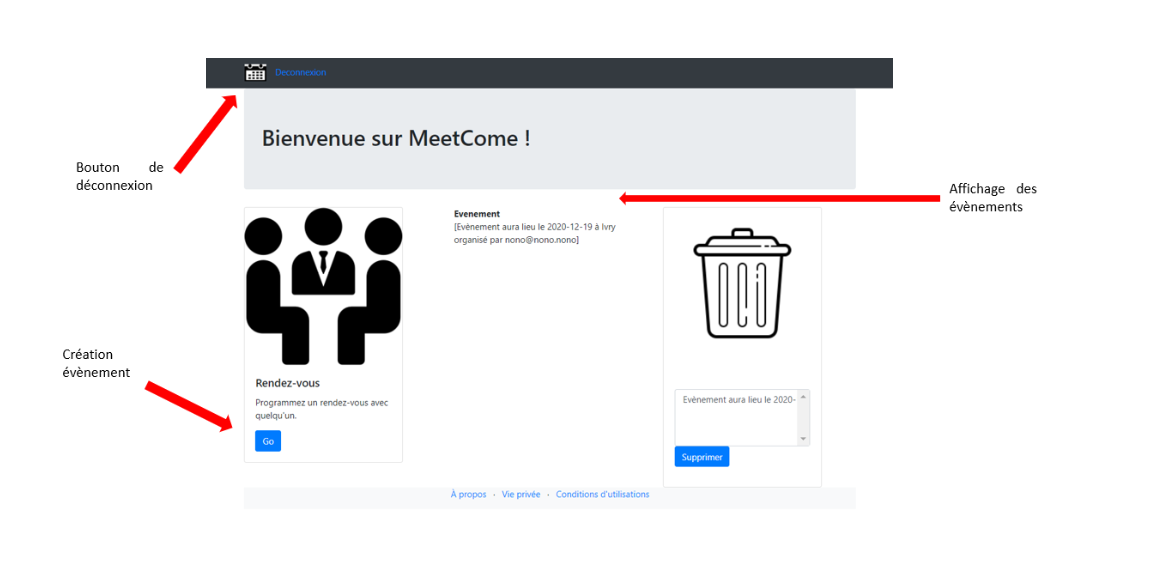 Deconnexion
Bienvenue sur MeetCome !
Bouton de
déconnexion
Affichage des
évènements
Evenement
[Evènement aura lieu le 2020-12-19 à Ivry
organisé par nono@nono.nono]
Création
évènement
Rendez-vous
Programmez un rendez-vous avec
quelqu'un.
Go
Evènement aura lieu le 2020-
Supprimer
À propos · Vie privée · Conditions d'utilisations